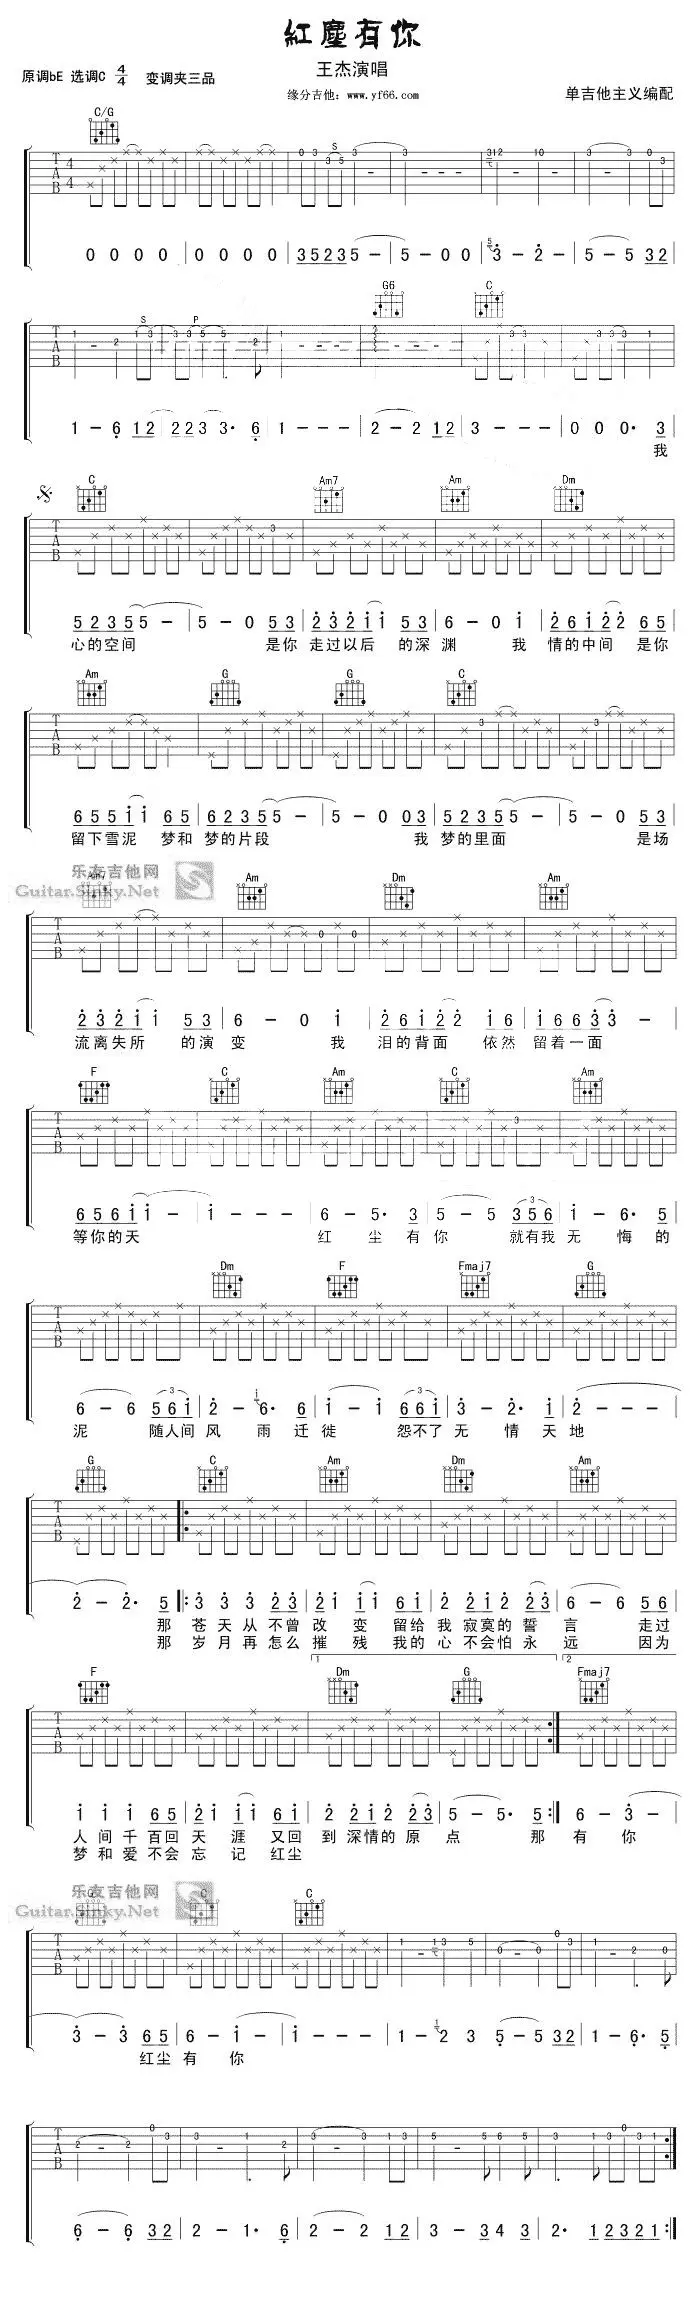 紅塵有你
王杰演唱
原调bE 选调C 4/4 变调夹三品
缘分吉他：www.yf66.com
单吉他主义编配
C/G
0 0 0 0 0 0 0 0 3 5 2 3 5 5 - 5 - 0 0 3 - 2 - 5 - 5 5 3 2
G6 C
1 - 6 1 2 2 2 3 3· 6 1 - - - 2 - 2 1 2 3 - - - 0 0 0· 3
我
C Am7 Am Dm
5 2 3 5 5 - 5 - 0 5 3 2 3 2 1 1 5 3 6 - 0 1 2 6 1 2 2 6 5
心的空间 是你 走过以后 的深 渊 我 情的中间 是你
Am G G C
6 5 5 1 1 6 5 6 2 3 5 5 - 5 - 0 0 3 5 2 3 5 5 - 5 - 0 5 3
留下雪泥 梦和 梦的片段 我 梦的里面 是场
乐友吉他网
Guitar.Sinky.Net
Am7 Am Dm Am
2 3 2 1 1 5 3 6 - 0 1 2 6 1 2 2 1 6 1 6 6 3 3 -
流离失所 的演 变 我 泪的背面 依然 留着一面
F C Am C Am
6 5 6 1 1 - 1 - - - 6 - 5· 3 5 - 5 3 5 6 1 - 6· 5
等你的天 红 尘 有 你 就有我 无 悔 的
Dm F Fmaj7 G
6 - 6 5 6 1 2 - 6· 6 1 - 6 6 6 1 3 - 2· 1 2 - - -
泥 随人间 风 雨 迁 徙 怨不了 无 情 天 地
G C Am Dm Am
2 - 2· 5 3 3 3 2 3 2 1 1 6 1 2 2 1 2 2 3 6 - 6 5 6
那 苍 天 从 不曾 改 变 留给 我 寂寞的 誓 言 走过
那 岁 月 再 怎么 摧 残 我的 心 不会怕 永 远 因为
F 1 Dm G 2 Fmaj7
1 1 1 6 5 2 1 1 1 6 1 2 2 1 2 2 3 5 - 5· 5 6 - 3 -
人 间 千 百回 天 涯 又回 到 深情的 原 点 那 有 你
梦 和 爱 不会 忘 记 红尘
乐友吉他网
Guitar.Sinky.Net
C C
3 - 3 6 5 6 - 1 - 1 - - - 1 - 2 3 5 - 5 3 2 1 - 6· 5
红尘 有 你
6 - 6 3 2 2 - 1· 6 2 - 2 1 2 3 - 3 4 3 2· 1 2 3 2 1